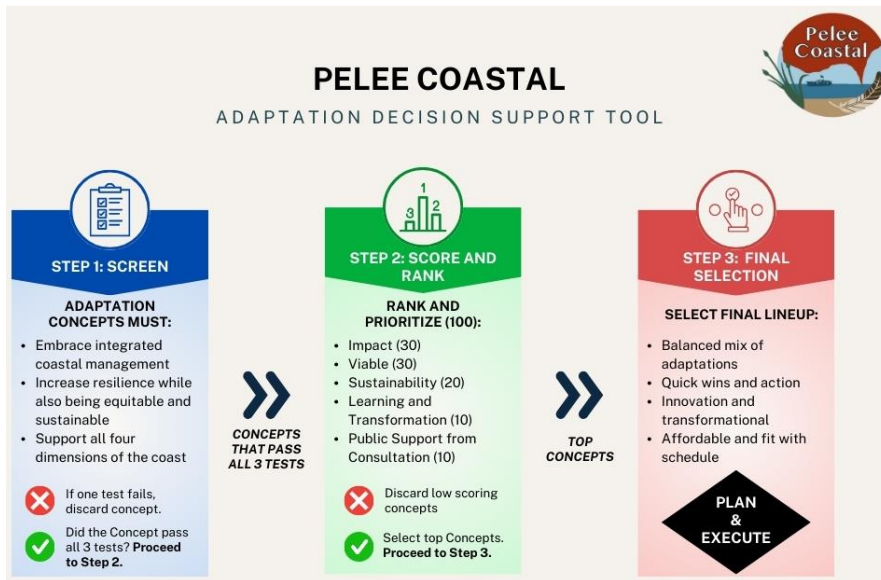 Pelee
Coastal
PELEE COASTAL
ADAPTATION DECISION SUPPORT TOOL
STEP 1: SCREEN
ADAPTATION
CONCEPTS MUST:
• Embrace integrated
coastal management
• Increase resilience while
also being equitable and
sustainable
• Support all four
dimensions of the coast
If one test fails,
discard concept.
Did the Concept pass
all 3 tests? Proceed
to Step 2.
CONCEPTS
THAT PASS
ALL 3 TESTS
1
3 2
STEP 2: SCORE AND
RANK
RANK AND
PRIORITIZE (100):
• Impact (30)
• Viable (30)
• Sustainability (20)
• Learning and
Transformation (10)
• Public Support from
Consultation (10)
Discard low scoring
concepts
Select top Concepts.
Proceed to Step 3.
TOP
CONCEPTS
STEP 3: FINAL
SELECTION
SELECT FINAL LINEUP:
• Balanced mix of
adaptations
• Quick wins and action
• Innovation and
transformational
• Affordable and fit with
schedule
PLAN
&
EXECUTE